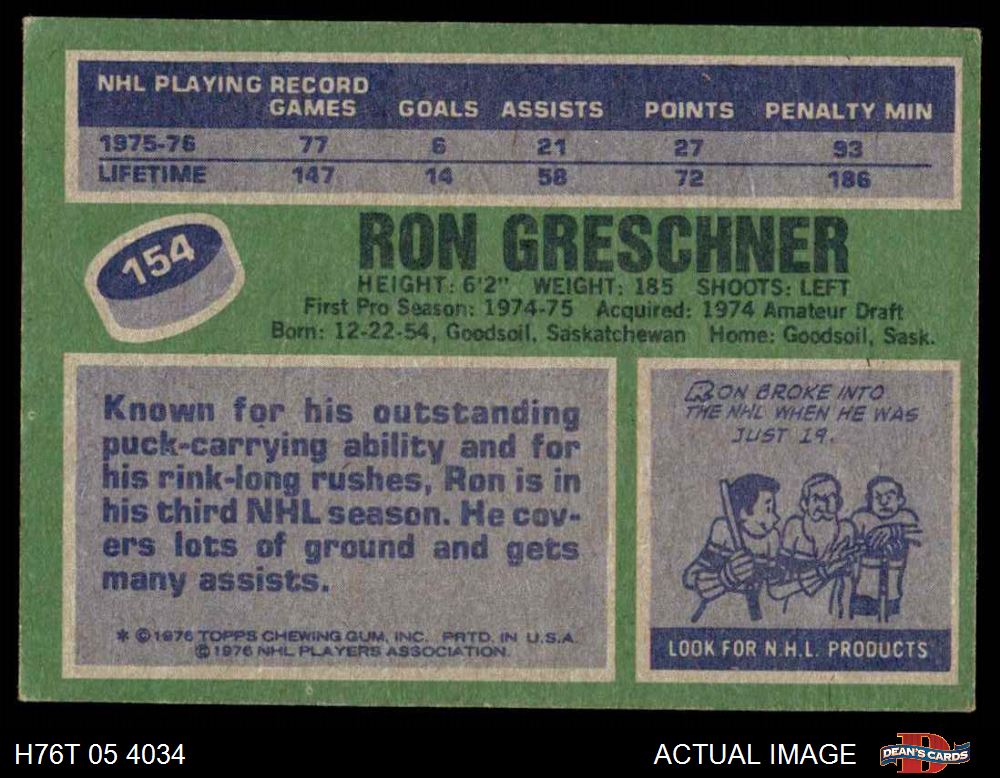 NHL PLAYING RECORD
GAMES GOALS ASSISTS POINTS PENALTY MIN
1975-76 77 6 21 27 93
LIFETIME 147 14 58 72 186
154
RON GRESCHNER
HEIGHT: 6'2" WEIGHT: 185 SHOOTS: LEFT
First Pro Season: 1974-75 Acquired: 1974 Amateur Draft
Born: 12-22-54, Goodsoil, Saskatchewan Home: Goodsoil, Sask.
Known for his outstanding
puck-carrying ability and for
his rink-long rushes, Ron is in
his third NHL season. He cov-
ers lots of ground and gets
many assists.
* ©1976 TOPPS CHEWING GUM, INC. PRTD. IN U.S.A.
©1976 NHL PLAYERS ASSOCIATION.
RON BROKE INTO
THE NHL WHEN HE WAS
JUST 19.
LOOK FOR N.H.L. PRODUCTS
H76T 05 4034
ACTUAL IMAGE
D
DEAN'S CARDS